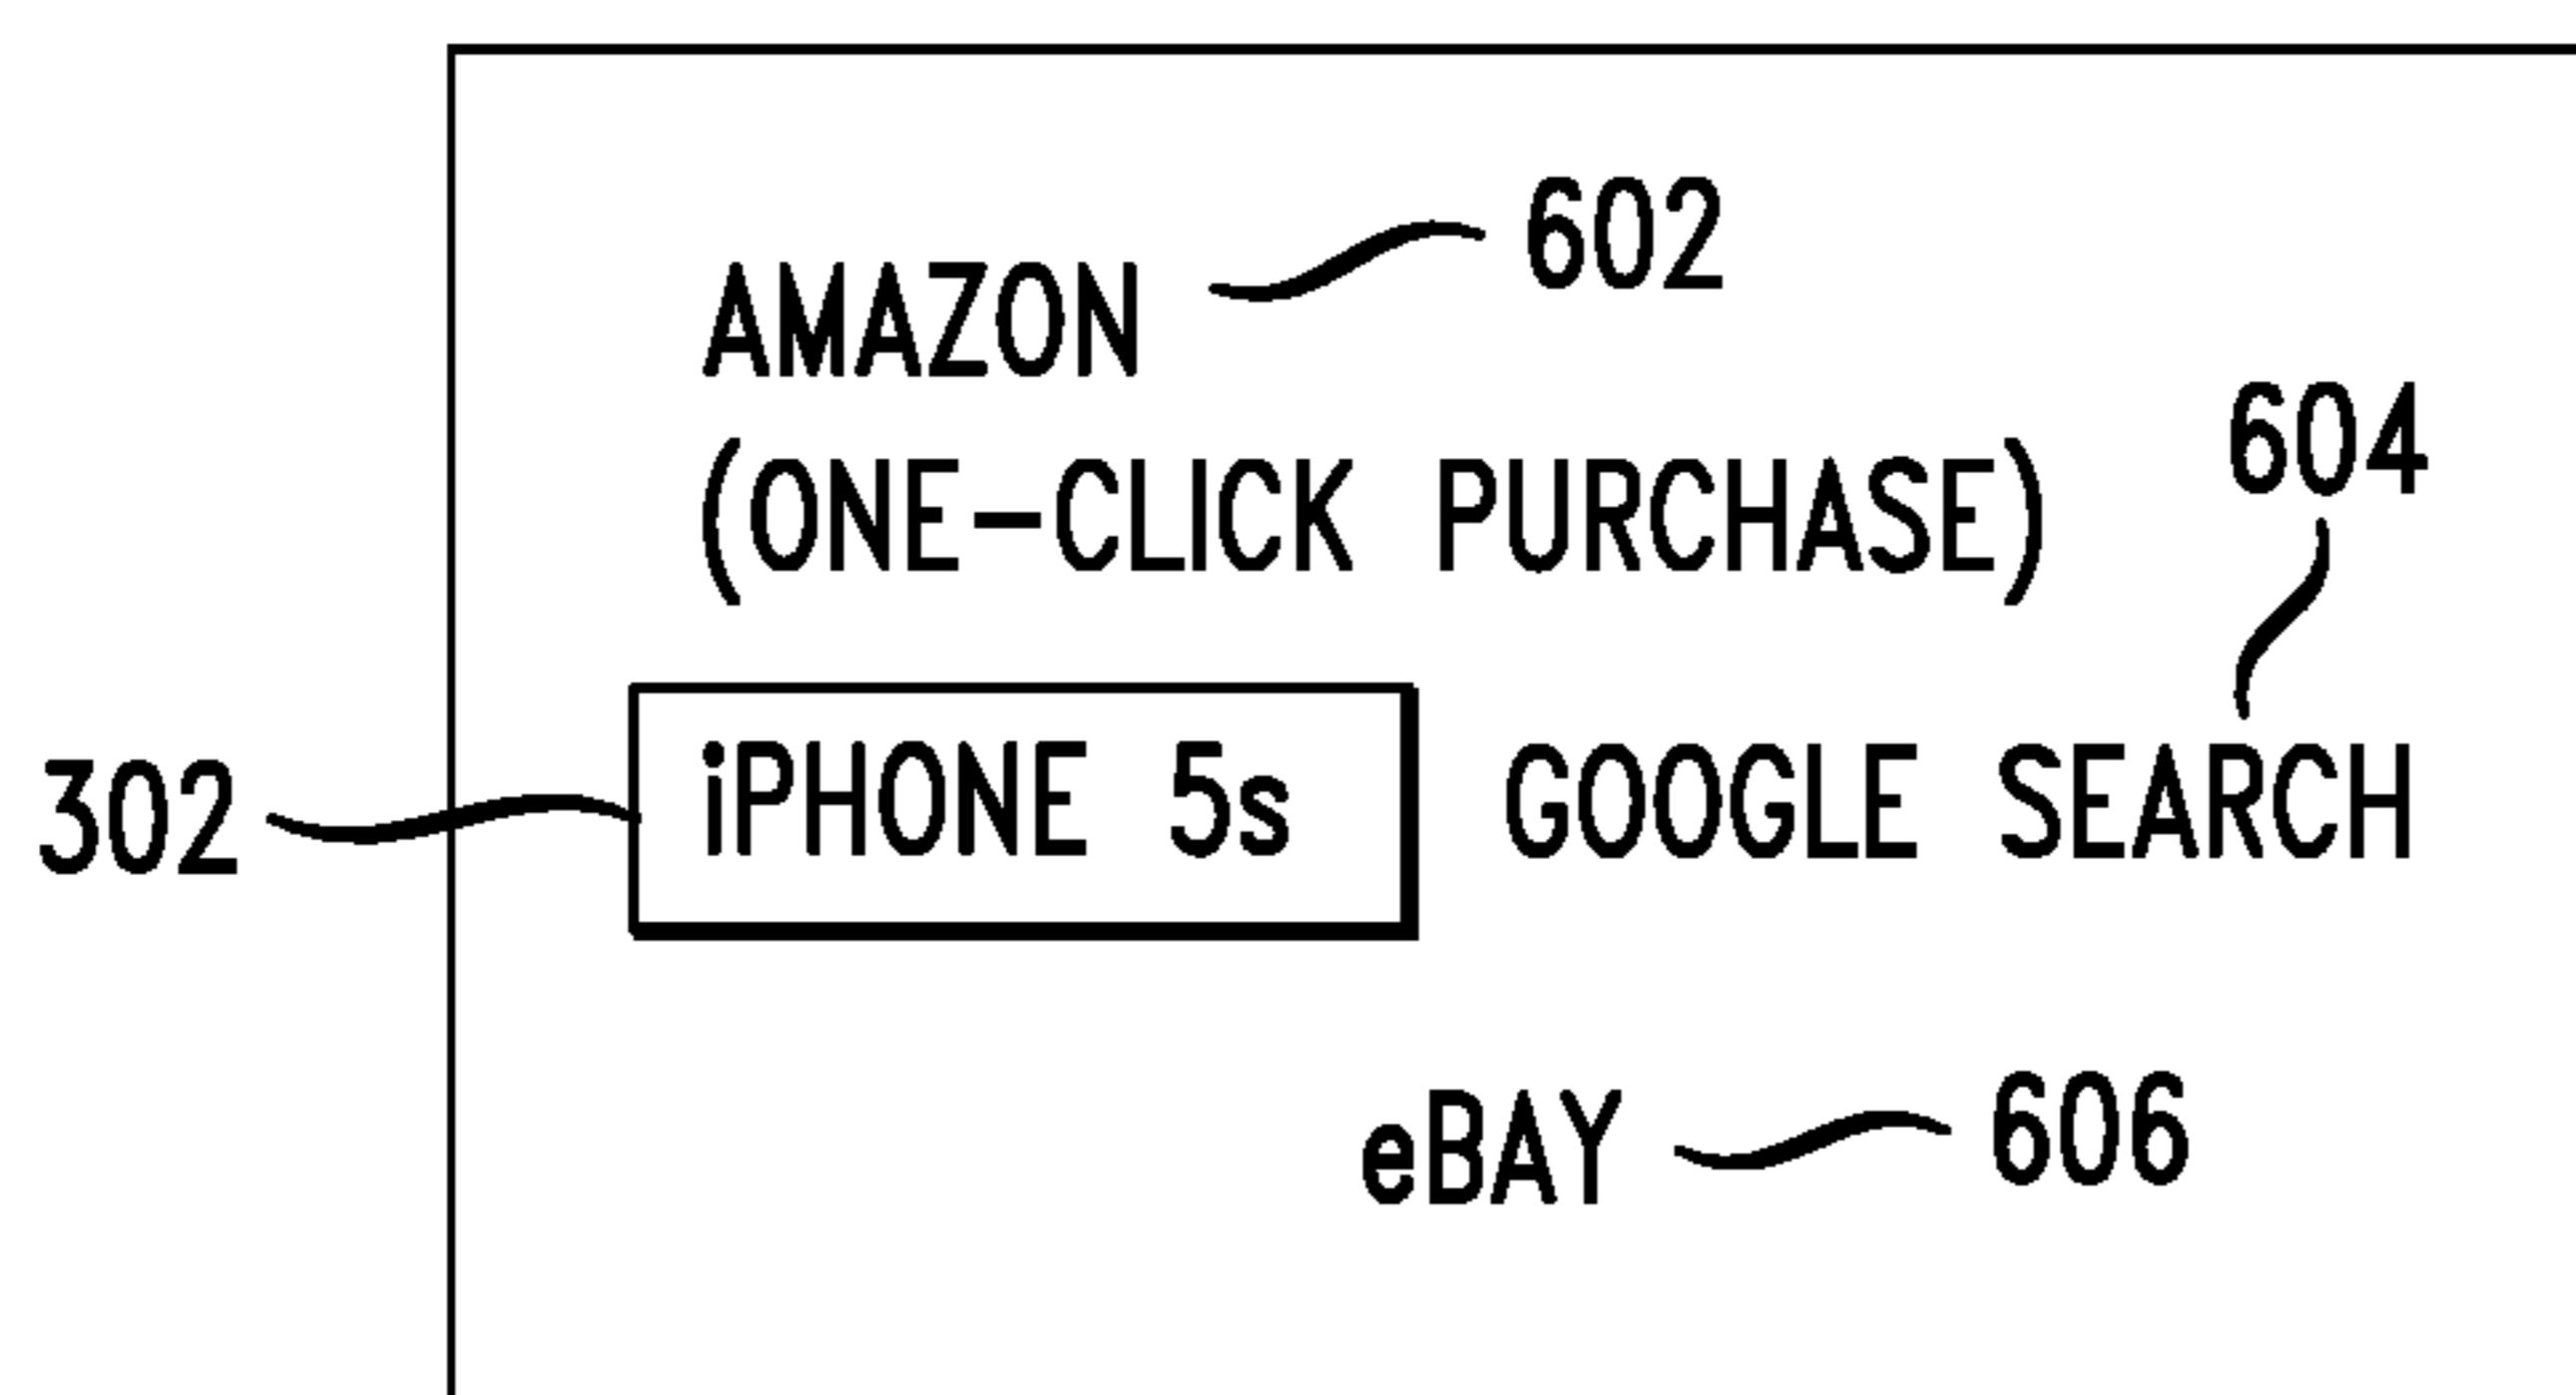 602
AMAZON
(ONE-CLICK PURCHASE)
604
302
iPHONE 5s
GOOGLE SEARCH
eBAY
606